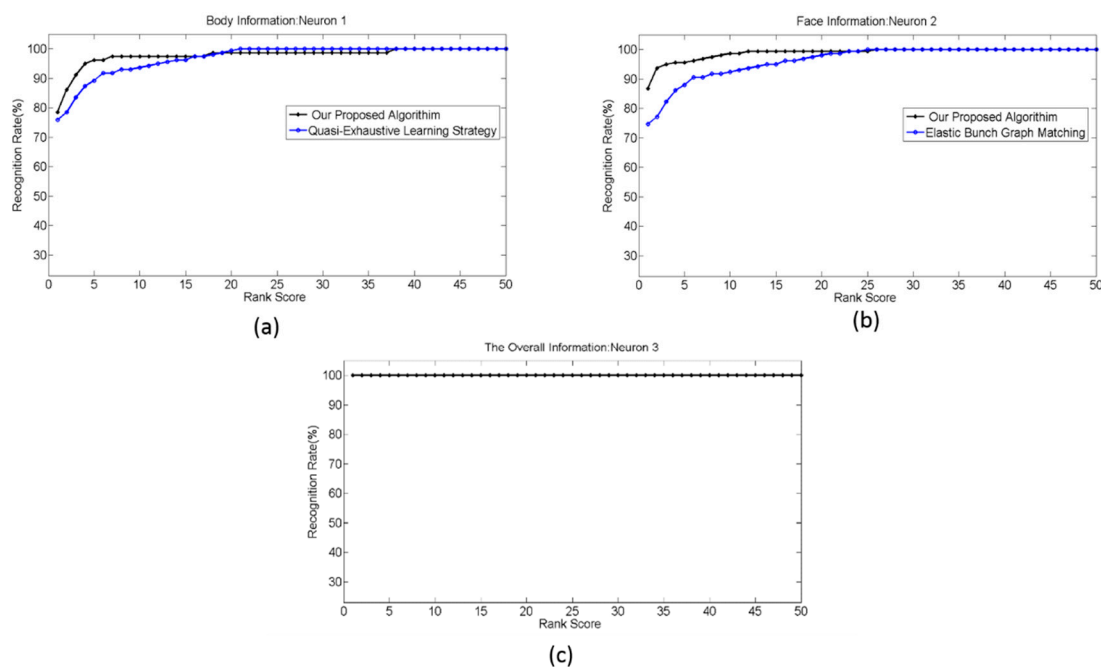 Body Information:Neuron 1
Recognition Rate(%)
100
90
80
70
60
50
40
30
Our Proposed Algorithim
Quasi-Exhaustive Learning Strategy
0 5 10 15 20 25 30 35 40 45 50
Rank Score
(a)
Face Information:Neuron 2
Recognition Rate(%)
100
90
80
70
60
50
40
30
Our Proposed Algorithim
Elastic Bunch Graph Matching
0 5 10 15 20 25 30 35 40 45 50
Rank Score
(b)
The Overall Information:Neuron 3
Recognition Rate(%)
100
90
80
70
60
50
40
30
0 5 10 15 20 25 30 35 40 45 50
Rank Score
(c)